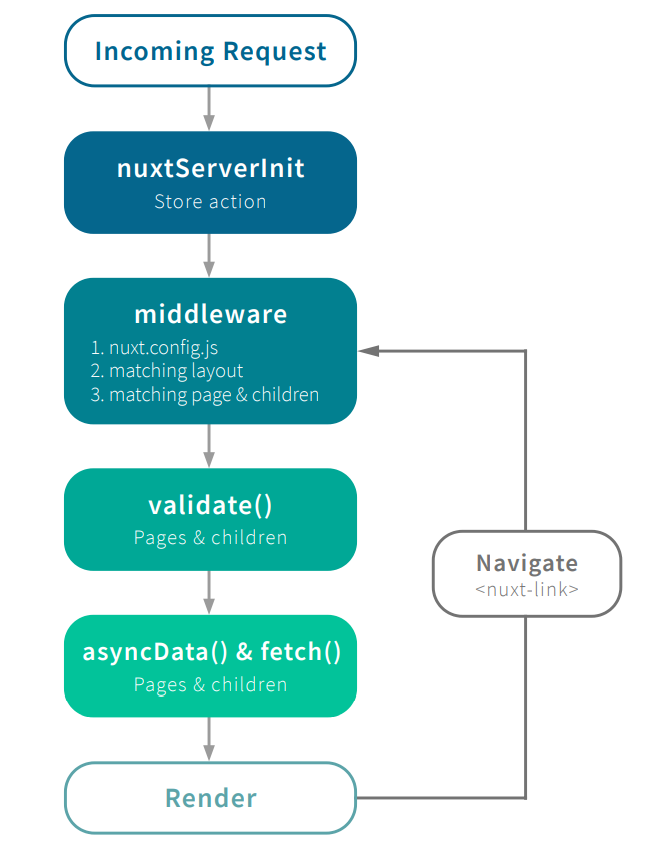 Incoming Request
nuxtServerInit
Store action
middleware
1. nuxt.config.js
2. matching layout
3. matching page & children
validate()
Pages & children
Navigate
<nuxt-link>
asyncData() & fetch()
Pages & children
Render